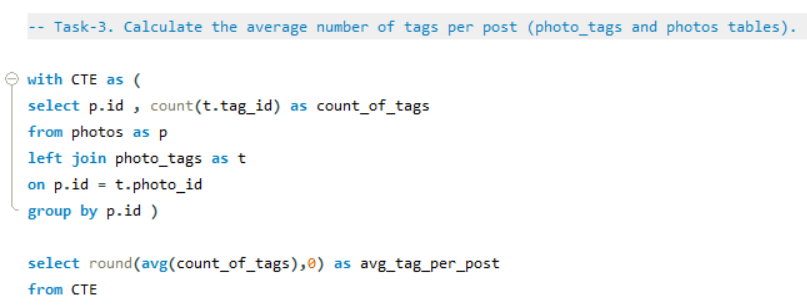 -- Task-3. Calculate the average number of tags per post (photo_tags and photos tables).
with CTE as (
select p.id , count(t.tag_id) as count_of_tags
from photos as p
left join photo_tags as t
on p.id = t.photo_id
group by p.id )
select round(avg(count_of_tags),0) as avg_tag_per_post
from CTE